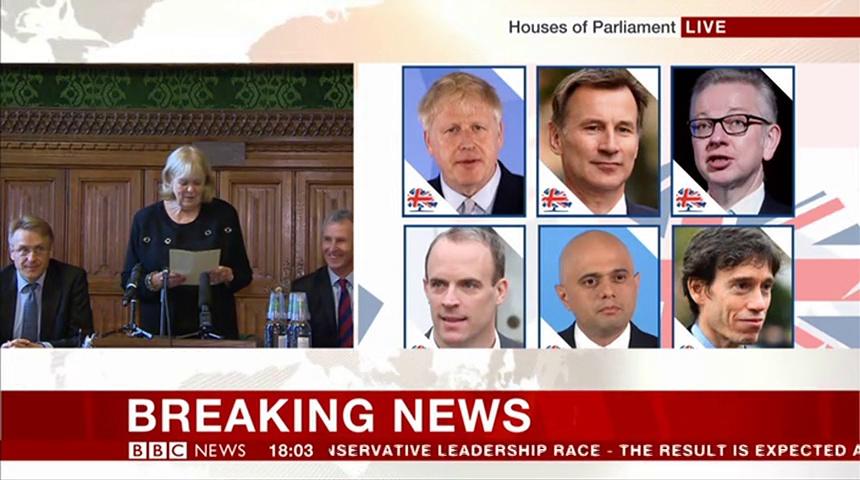 Houses of Parliament LIVE
BREAKING NEWS
BBC NEWS 18:03 NSERVATIVE LEADERSHIP RACE - THE RESULT IS EXPECTED A